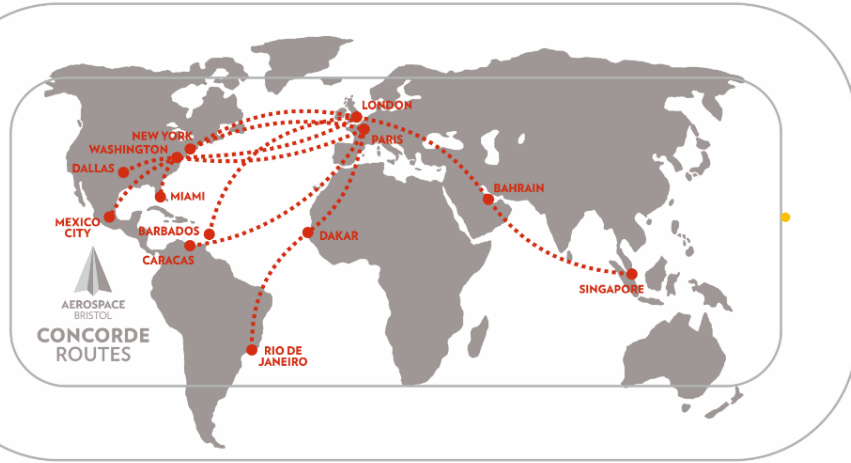 LONDON
NEW YORK
PARIS
WASHINGTON
DALLAS
BAHRAIN
MIAMI
MEXICO
CITY
BARBADOS
DAKAR
CARACAS
SINGAPORE
AEROSPACE
BRISTOL
CONCORDE
ROUTES
RIO DE
JANEIRO